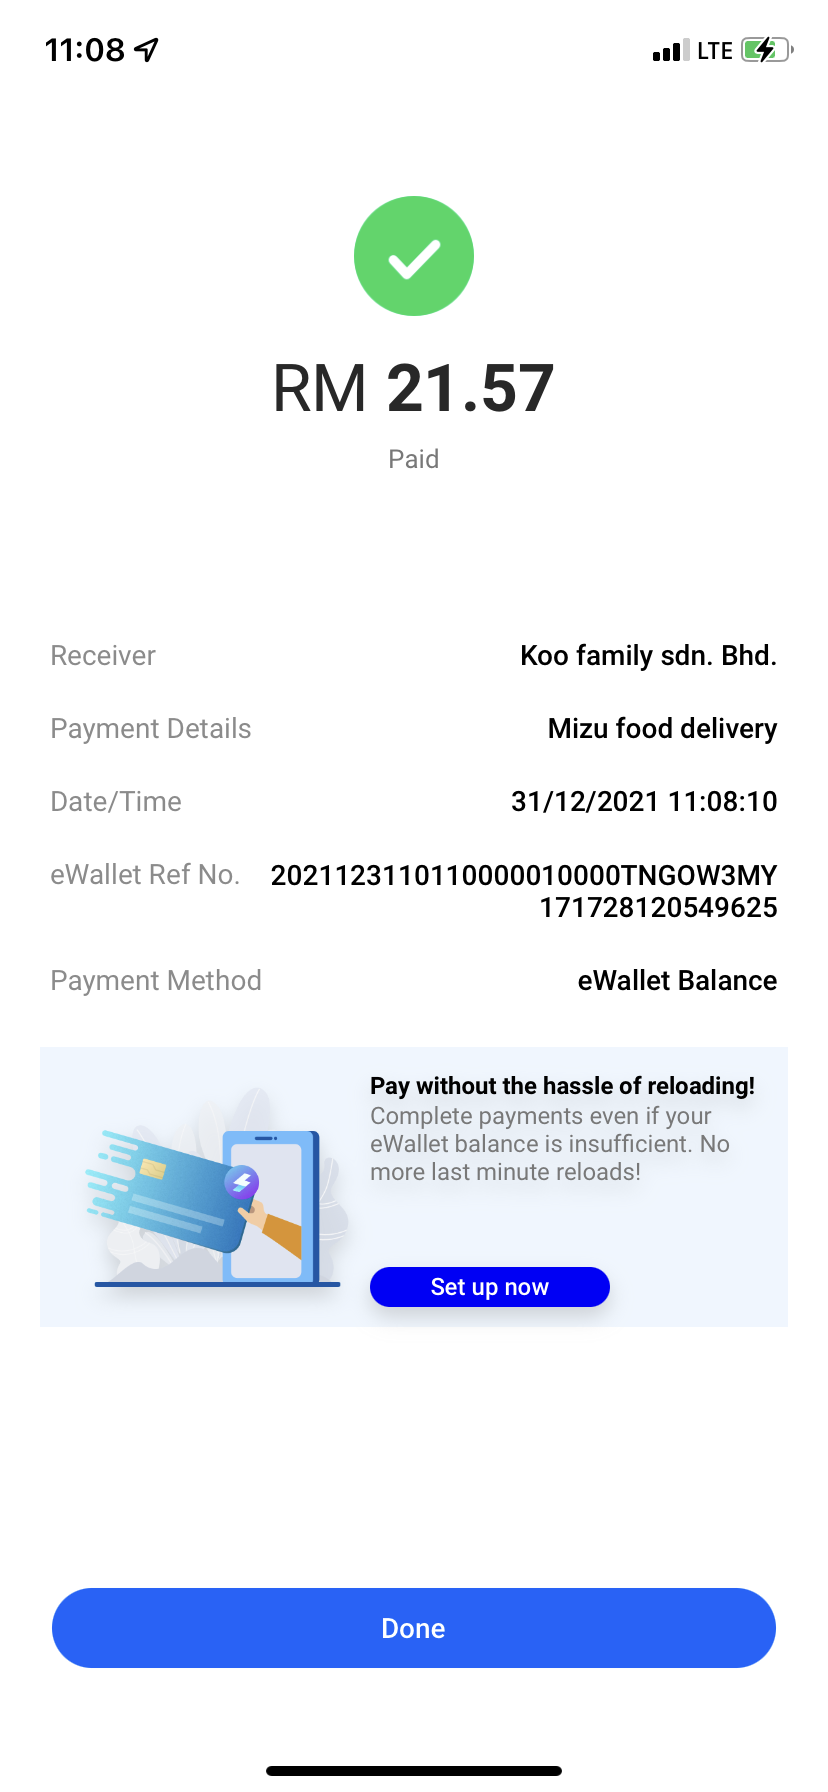 11:08
LTE
RM 21.57
Paid
Receiver Koo family sdn. Bhd.
Payment Details Mizu food delivery
Date/Time 31/12/2021 11:08:10
eWallet Ref No. 20211231101100000100​00TNGOW3MY
171728120549625
Payment Method eWallet Balance
Pay without the hassle of reloading!
Complete payments even if your
eWallet balance is insufficient. No
more last minute reloads!
Set up now
Done